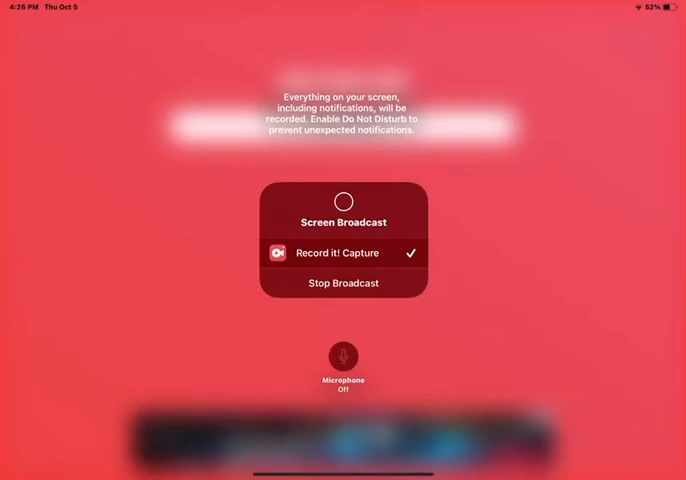 4:26 PM Thu Oct 5
52%
Everything on your screen,
including notifications, will be
recorded. Enable Do Not Disturb to
prevent unexpected notifications.
Screen Broadcast
Record it! Capture
Stop Broadcast
Microphone
Off